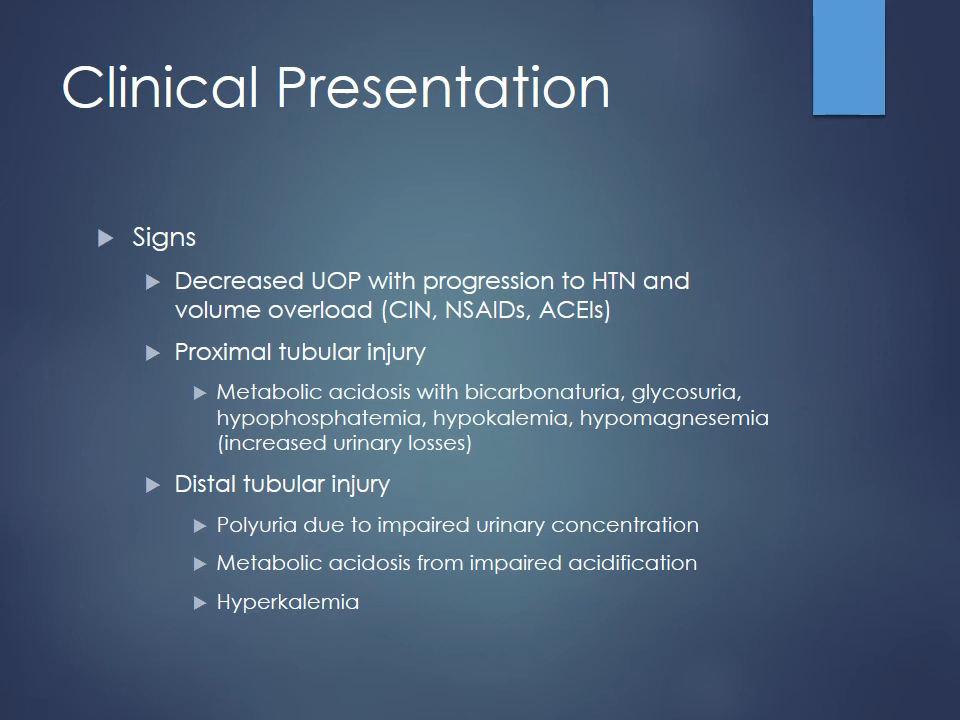 Clinical Presentation
Signs
Decreased UOP with progression to HTN and
volume overload (CIN, NSAIDs, ACEIs)
Proximal tubular injury
Metabolic acidosis with bicarbonaturia, glycosuria,
hypophosphatemia, hypokalemia, hypomagnesemia
(increased urinary losses)
Distal tubular injury
Polyuria due to impaired urinary concentration
Metabolic acidosis from impaired acidification
Hyperkalemia